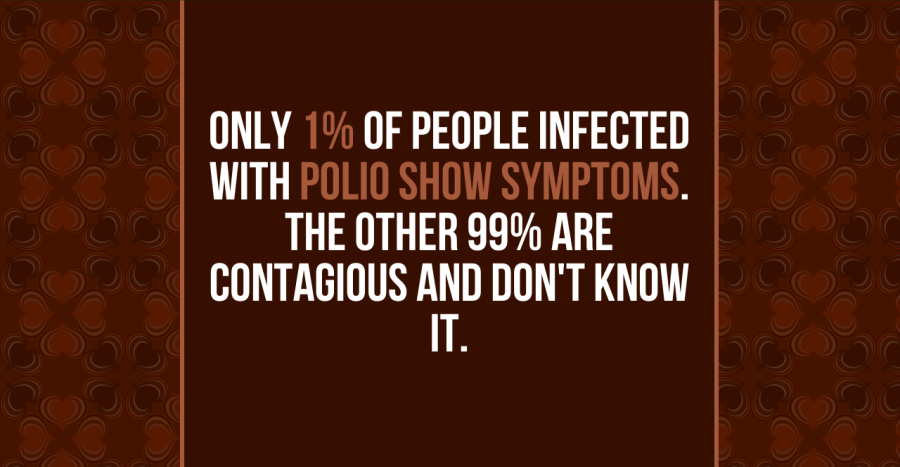 ONLY 1% OF PEOPLE INFECTED
WITH POLIO SHOW SYMPTOMS.
THE OTHER 99% ARE
CONTAGIOUS AND DON'T KNOW
IT.